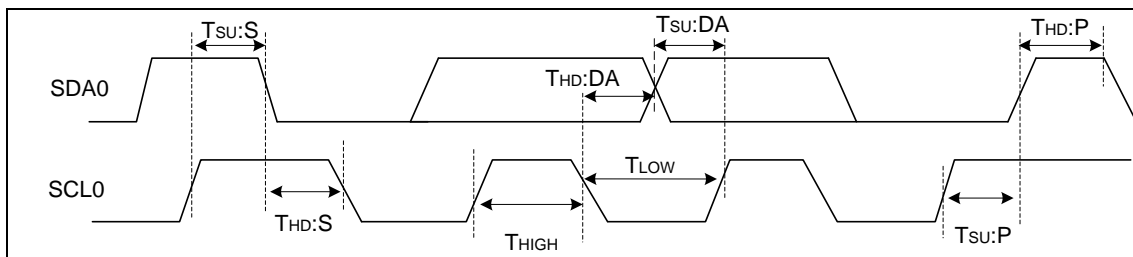 TSU:S
TSU:DA
THD:P
SDA0
THD:DA
SCL0
TLOW
THD:S
THIGH
TSU:P